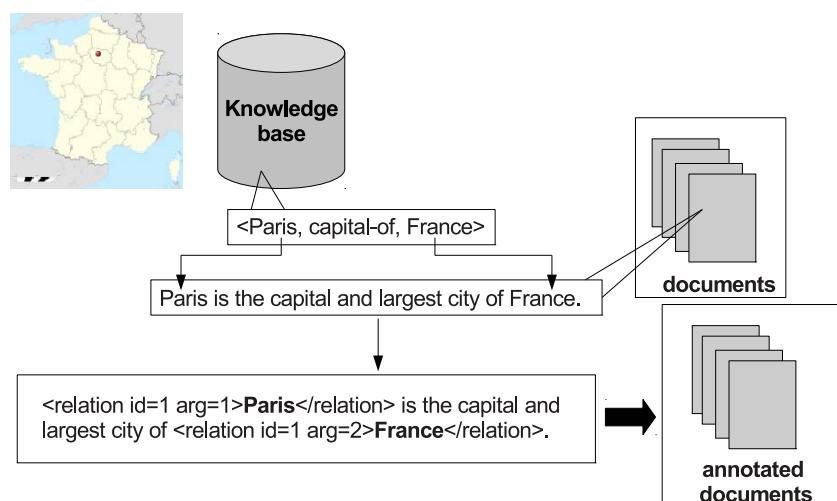 Knowledge
base
<Paris, capital-of, France>
Paris is the capital and largest city of France.
documents
<relation id=1 arg=1>Paris</relation> is the capital and
largest city of <relation id=1 arg=2>France</relation>.
annotated
documents